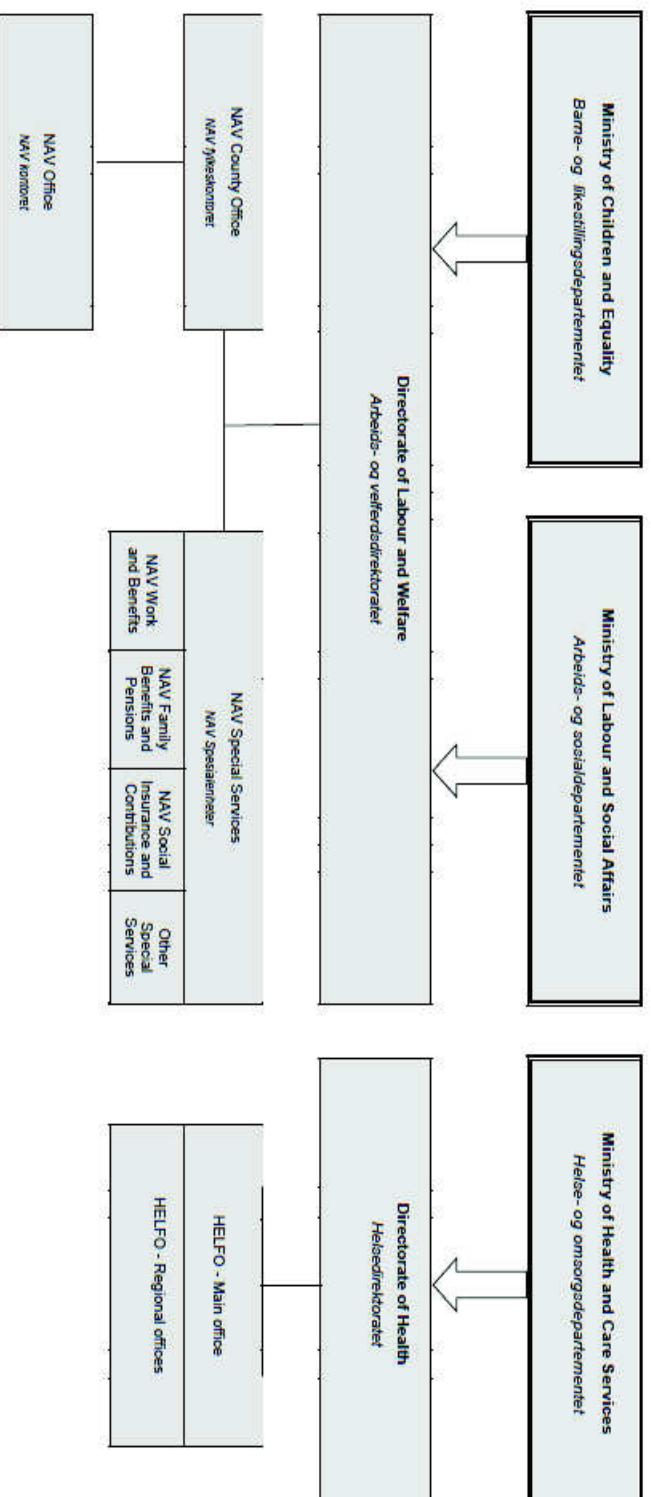 Ministry of Children and Equality
Barne- og likestillingsdepartementet
Ministry of Labour and Social Affairs
Arbeids- og sosialdepartementet
Ministry of Health and Care Services
Helse- og omsorgsdepartementet
Directorate of Labour and Welfare
Arbeids- og velferdsdirektoratet
Directorate of Health
Helsedirektoratet
NAV County Office
NAV fylkeskontoret
NAV Special Services
NAV Spesialenheter
NAV Work
and Benefits
NAV Family
Benefits and
Pensions
NAV Social
Insurance and
Contributions
Other
Special
Services
HELFO - Main office
HELFO - Regional offices
NAV Office
NAV kontoret